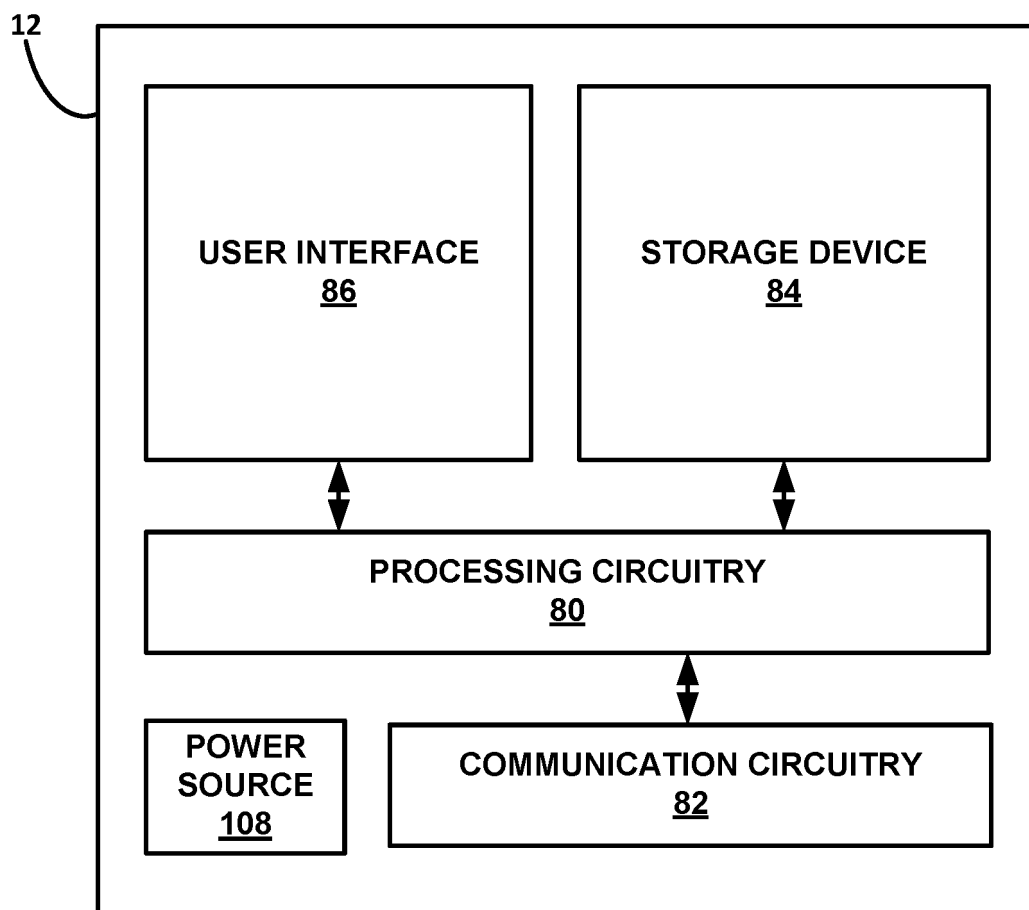 12
USER INTERFACE
86
STORAGE DEVICE
84
PROCESSING CIRCUITRY
80
POWER
SOURCE
108
COMMUNICATION CIRCUITRY
82